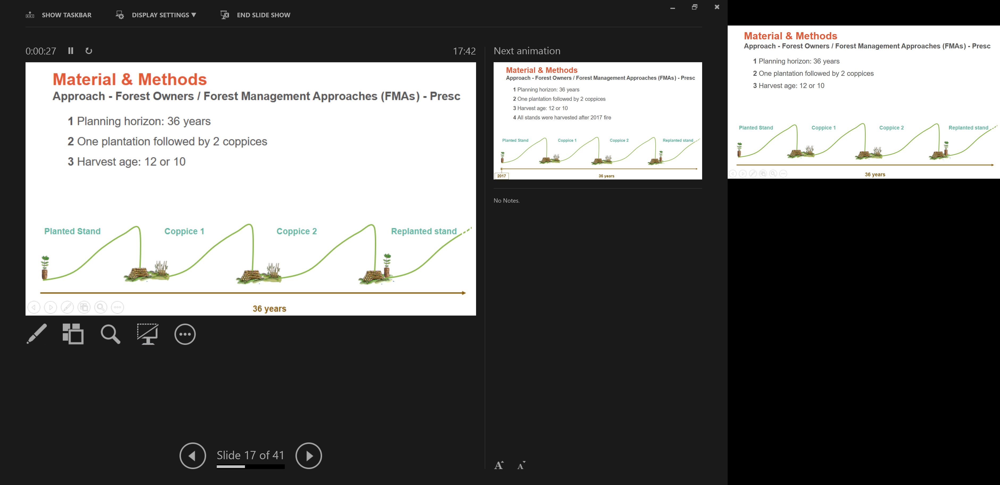 SHOW TASKBAR
DISPLAY SETTINGS ▼
END SLIDE SHOW
0:00:27
17:42
Material & Methods
Approach - Forest Owners / Forest Management Approaches (FMAs) - Presc
1 Planning horizon: 36 years
2 One plantation followed by 2 coppices
3 Harvest age: 12 or 10
Planted Stand
Coppice 1
Coppice 2
Replanted stand
36 years
Slide 17 of 41
Next animation
Material & Methods
Approach - Forest Owners / Forest Management Approaches (FMAs) - Presc
1 Planning horizon: 36 years
2 One plantation followed by 2 coppices
3 Harvest age: 12 or 10
4 All stands were harvested after 2017 fire
Planted Stand
Coppice 1
Coppice 2
Replanted stand
2017
36 years
No Notes.
A
A
Material & Methods
Approach - Forest Owners / Forest Management Approaches (FMAs) - Presc
1 Planning horizon: 36 years
2 One plantation followed by 2 coppices
3 Harvest age: 12 or 10
Planted Stand
Coppice 1
Coppice 2
Replanted stand
36 years